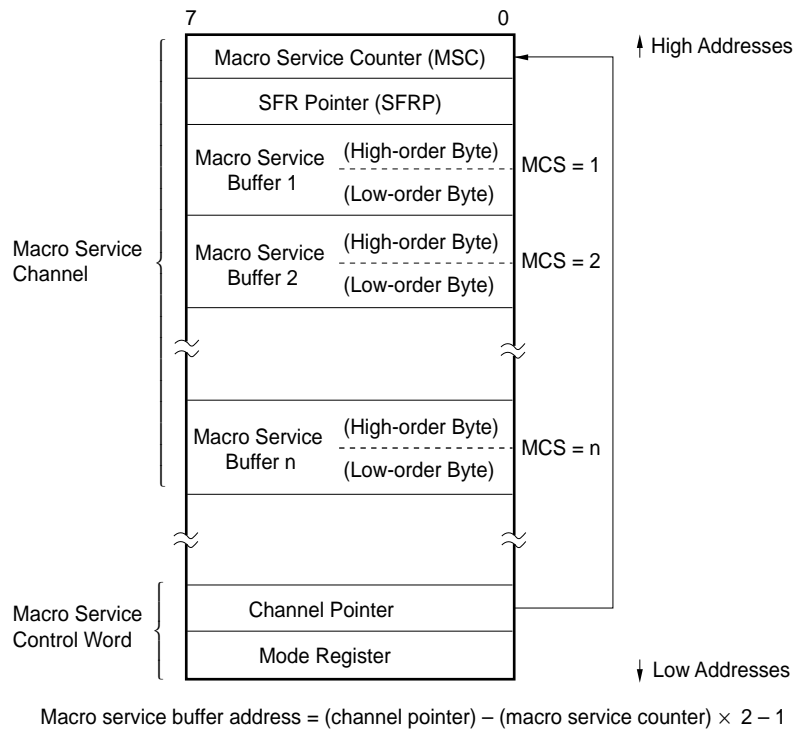 7 0
Macro Service Counter (MSC)
High Addresses
SFR Pointer (SFRP)
Macro Service
Buffer 1
(High-order Byte)
(Low-order Byte)
MCS = 1
Macro Service
Buffer 2
(High-order Byte)
(Low-order Byte)
MCS = 2
Macro Service
Channel
Macro Service
Buffer n
(High-order Byte)
(Low-order Byte)
MCS = n
Macro Service
Control Word
Channel Pointer
Mode Register
Low Addresses
Macro service buffer address = (channel pointer) – (macro service counter) × 2 – 1